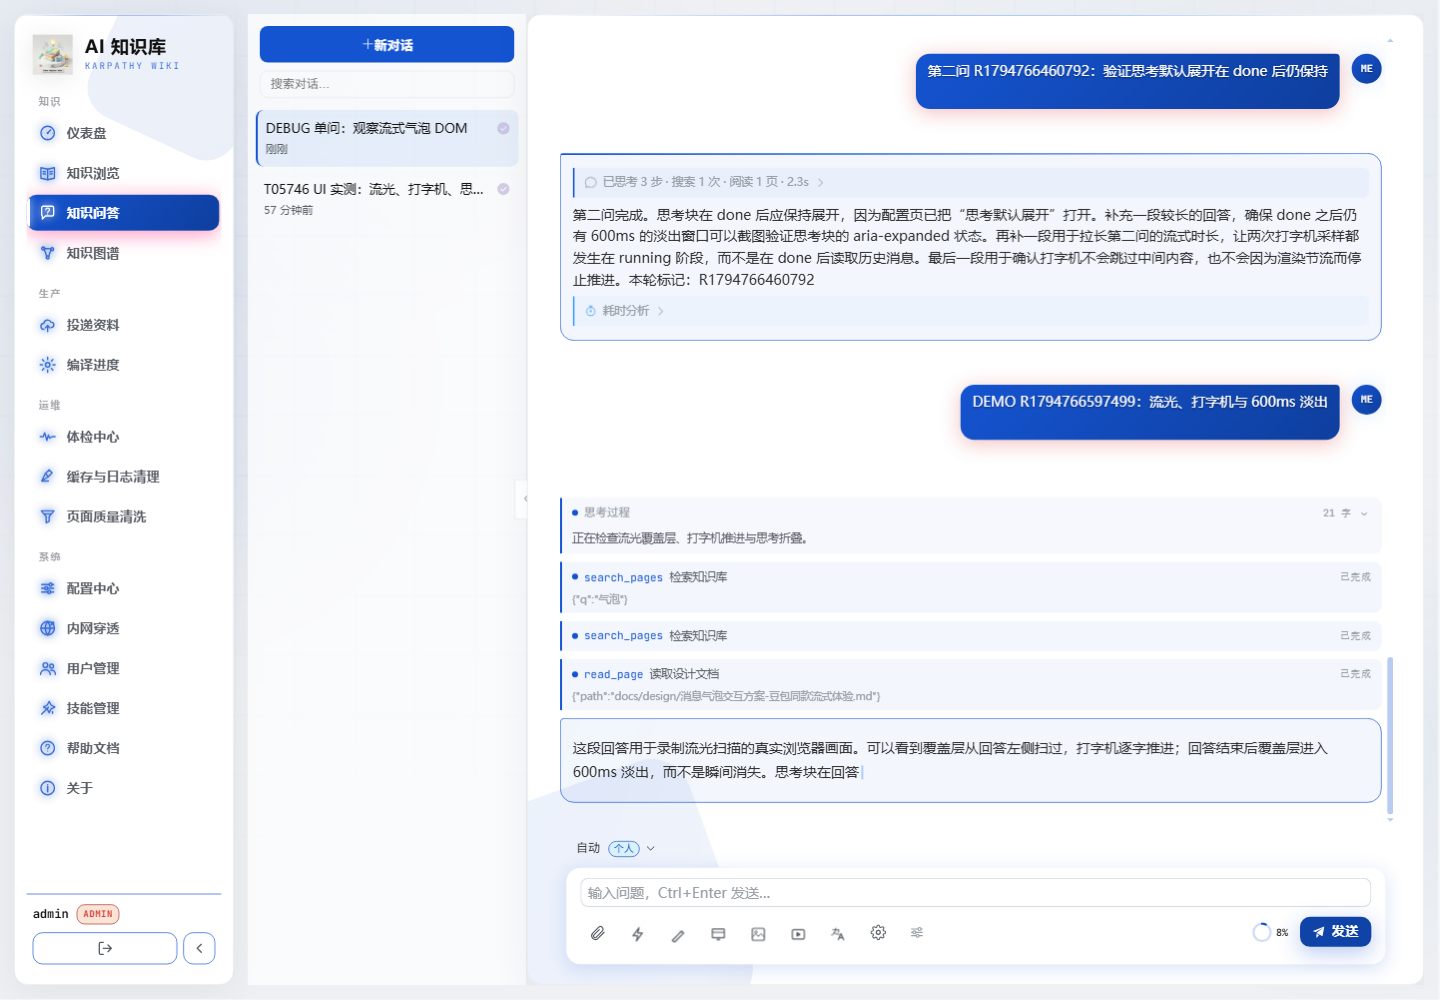 AI 知识库
KARPATHY WIKI
知识
仪表盘
知识浏览
知识问答
知识图谱
生产
投递资料
编译进度
运维
体检中心
缓存与日志清理
页面质量清洗
系统
配置中心
内网穿透
用户管理
技能管理
帮助文档
关于
admin ADMIN
+新对话
搜索对话...
DEBUG 单问：观察流式气泡 DOM
刚刚
T05746 UI 实测：流光、打字机、思...
57 分钟前
第二问 R1794766460792：验证思考默认展开在 done 后仍保持
ME
已思考 3 步 · 搜索 1 次 · 阅读 1 页 · 2.3s
第二问完成。思考块在 done 后应保持展开，因为配置页已把“思考默认展开”打开。补充一段较长的回答，确保 done 之后仍
有 600ms 的淡出窗口可以截图验证思考块的 aria-expanded 状态。再补一段用于拉长第二问的流式时长，让两次打字机采样都
发生在 running 阶段，而不是在 done 后读取历史消息。最后一段用于确认打字机不会跳过中间内容，也不会因为渲染节流而停
止推进。本轮标记：R1794766460792
耗时分析
DEMO R1794766597499：流光、打字机与 600ms 淡出
ME
思考过程
21 字
正在检查流光覆盖层、打字机推进与思考折叠。
search_pages 检索知识库
已完成
{"q":"气泡"}
search_pages 检索知识库
已完成
read_page 读取设计文档
已完成
{"path":"docs/design/消息气泡交互方案-豆包同款流式体验.md"}
这段回答用于录制流光扫描的真实浏览器画面。可以看到覆盖层从回答左侧扫过，打字机逐字推进；回答结束后覆盖层进入
600ms 淡出，而不是瞬间消失。思考块在回答
自动 个人
输入问题，Ctrl+Enter 发送...
8%
发送